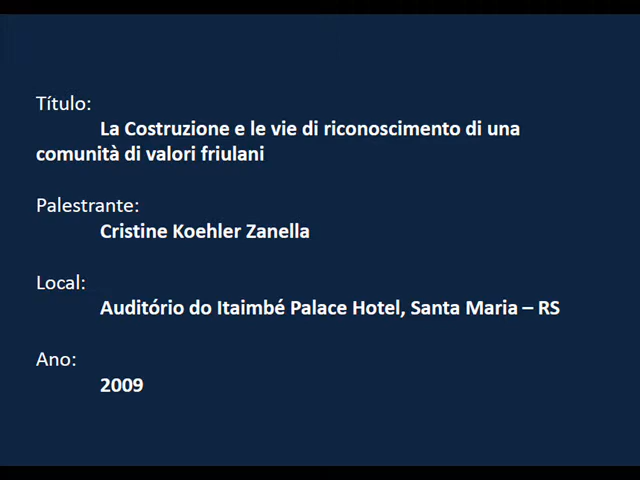 Título:
La Costruzione e le vie di riconoscimento di una
comunità di valori friulani
Palestrante:
Cristine Koehler Zanella
Local:
Auditório do Itaimbé Palace Hotel, Santa Maria – RS
Ano:
2009